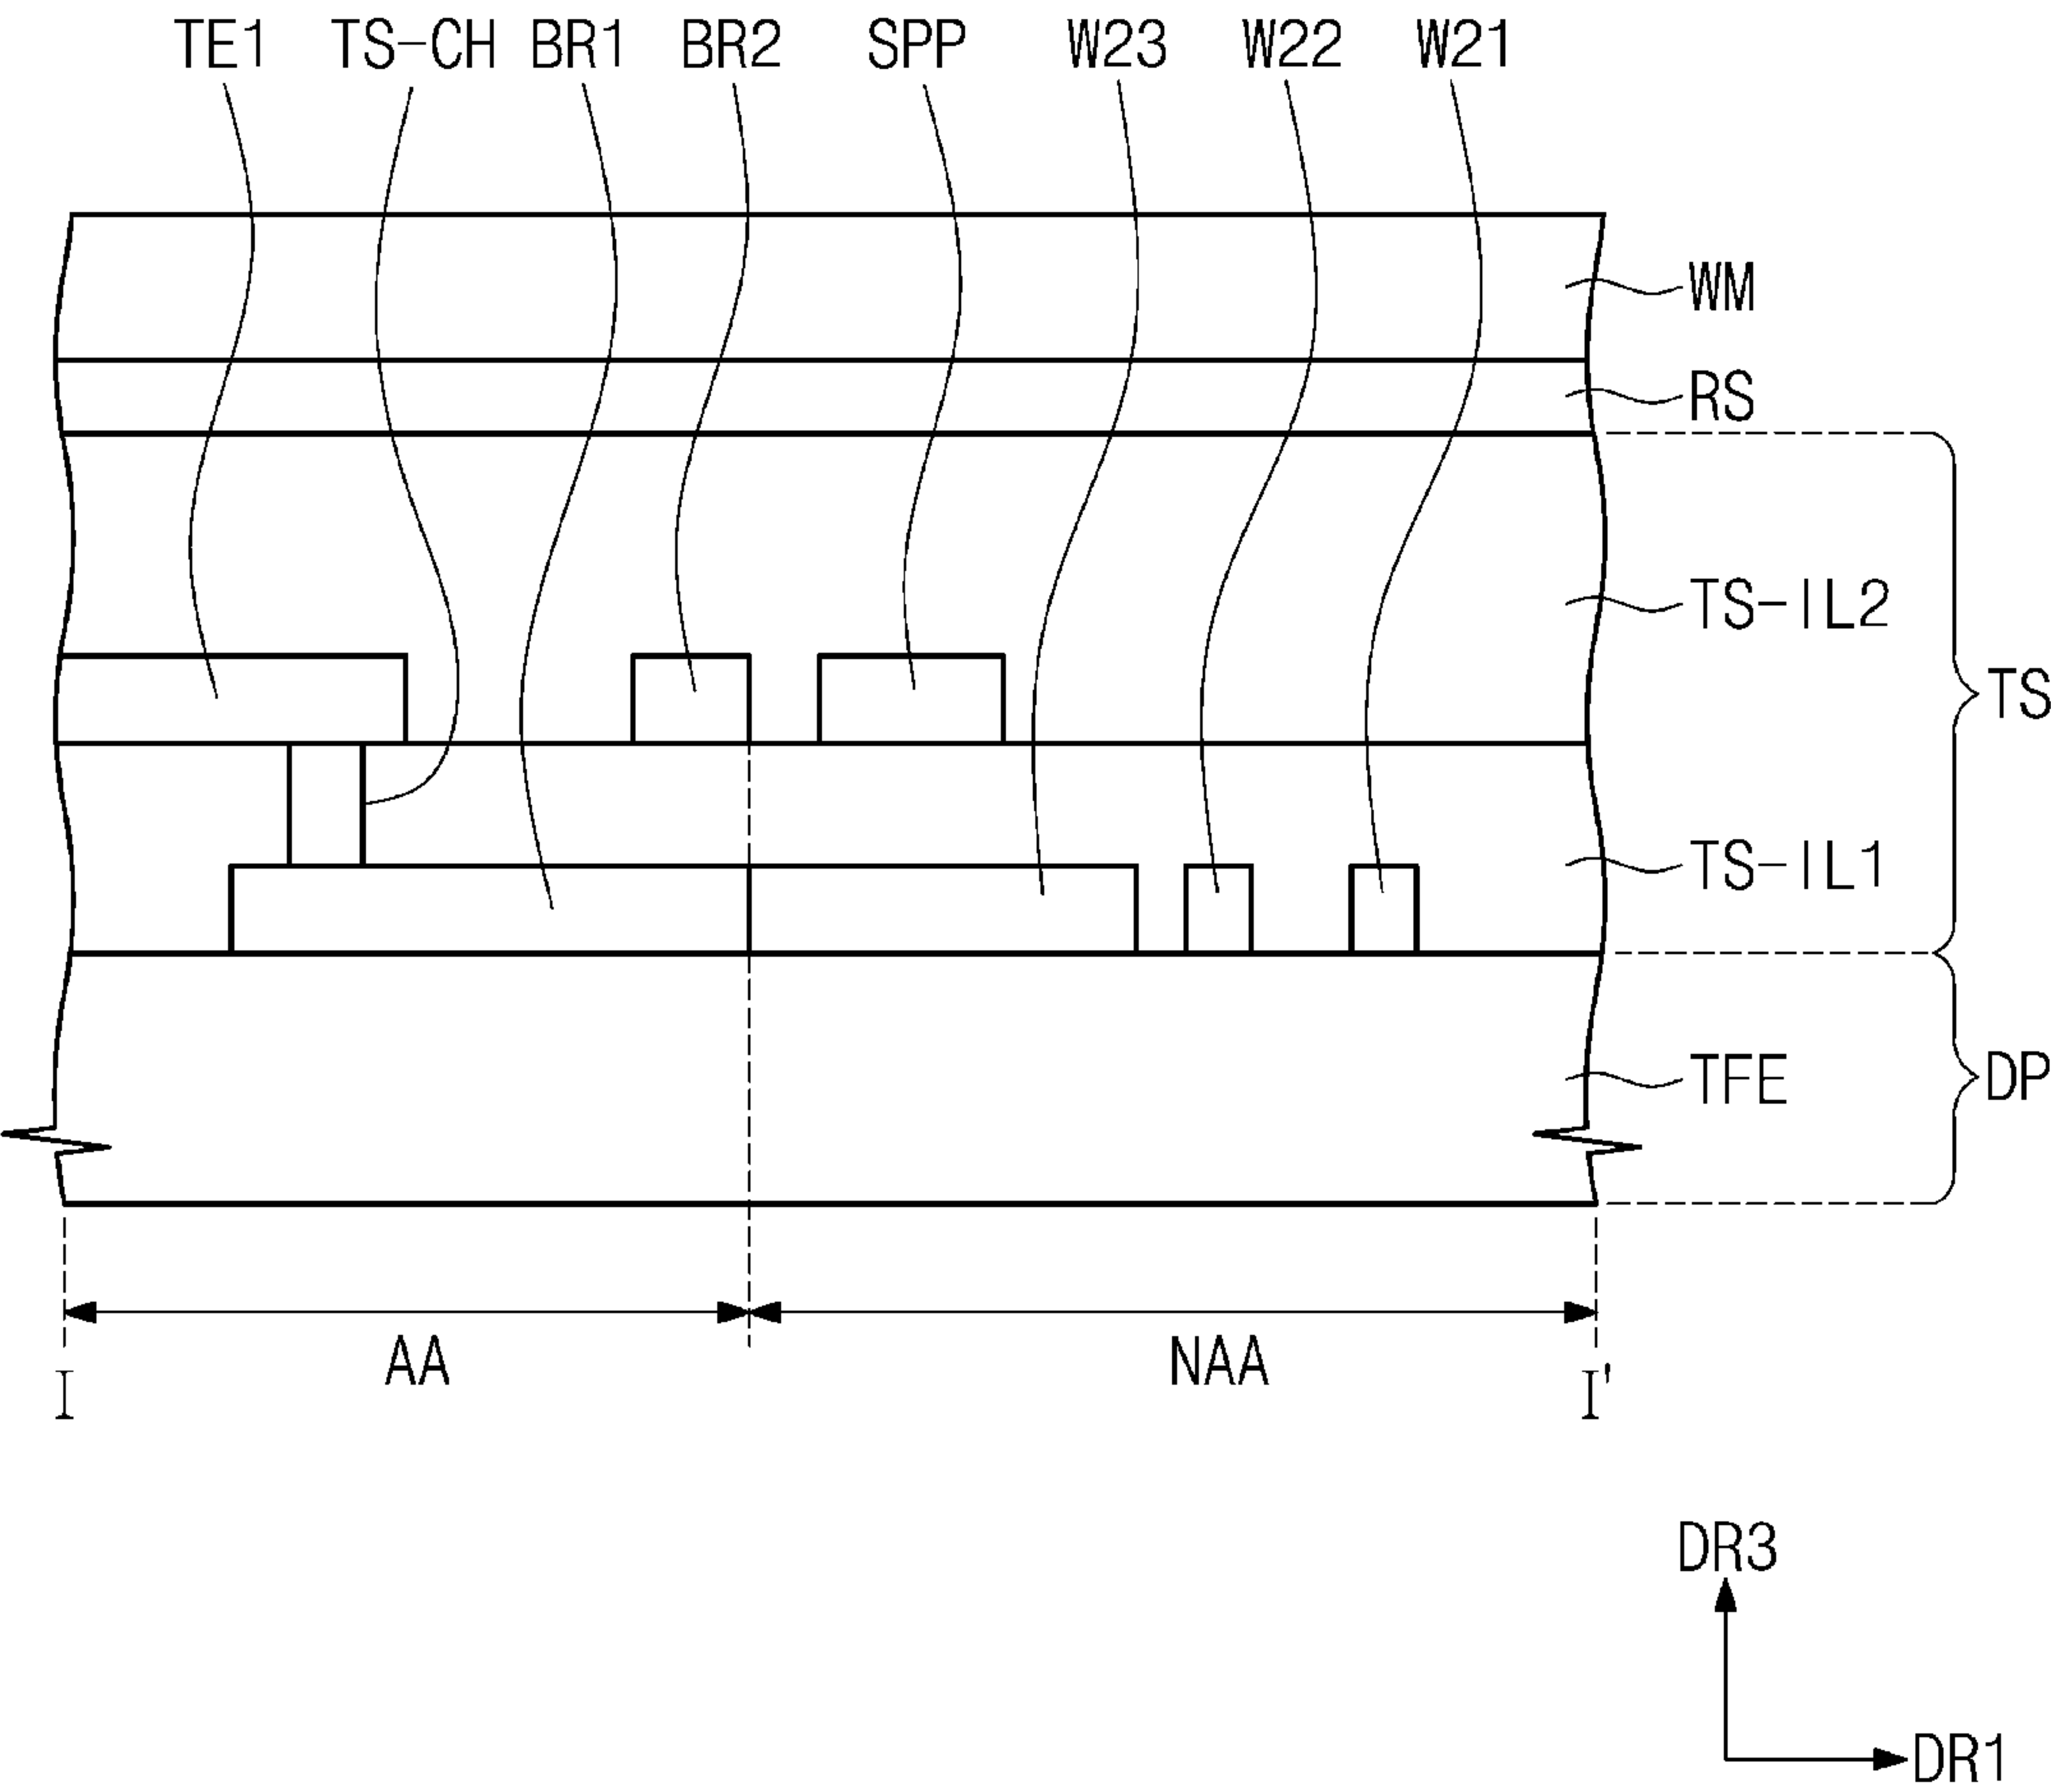 TE1 TS-CH BR1 BR2 SPP W23 W22 W21
WM
RS
TS-IL2
TS
TS-IL1
TFE
DP
AA NAA
I I'
DR3
DR1